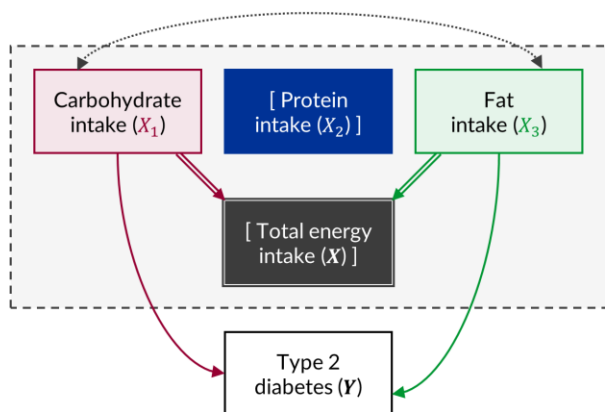 Carbohydrate
intake (X₁)
[ Protein
intake (X₂) ]
Fat
intake (X₃)
[ Total energy
intake (X) ]
Type 2
diabetes (Y)